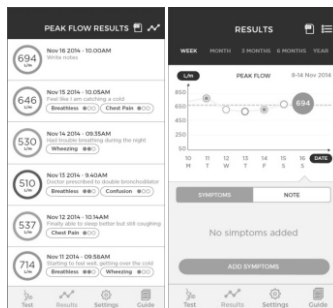 PEAK FLOW RESULTS
Nov 16 2014 - 10.00AM
694
L/m
Write notes
Nov 15 2014 - 10.05AM
646
L/m
Feel like I am catching a cold
Breathless
Chest Pain
Nov 14 2014 - 09.35AM
530
L/m
Had trouble breathing during the night
Wheezing
Nov 13 2014 - 9.40AM
510
L/m
Doctor prescribed to double bronchodilator
Breathless
Confusion
Nov 12 2014 - 10.14AM
537
L/m
Finally able to sleep better but still coughing
Chest Pain
Nov 11 2014 - 09.58AM
714
L/m
Starting to feel well, getting over the cold
Breathless
Wheezing
Test
Results
Settings
Guide
RESULTS
WEEK MONTH 3 MONTHS 6 MONTHS YEAR
L/m PEAK FLOW 8-14 Nov 2014
850
650
694
450
250
50
10 11 12 13 14 15 16 DATE
M T W T F S S
SYMPTOMS NOTE
No symptoms added
ADD SYMPTOMS
Test Results Settings Guide